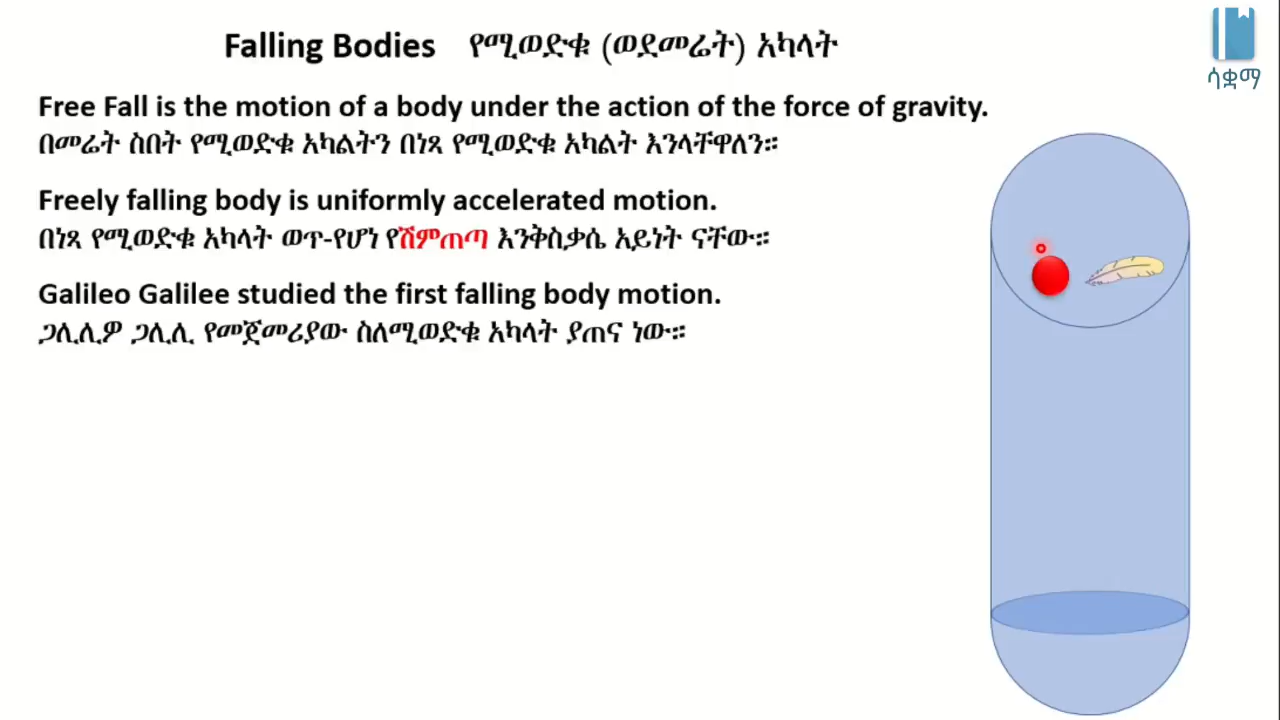 Falling Bodies የሚወድቁ (ወደመሬት) አካላት
ሳቋማ
Free Fall is the motion of a body under the action of the force of gravity.
በመሬት ስበት የሚወድቁ አካልትን በነጻ የሚወድቁ አካልት እንላቸዋለን፡፡
Freely falling body is uniformly accelerated motion.
በነጻ የሚወድቁ አካላት ወጥ-የሆነ የሽምጠጣ እንቅስቃሴ አይነት ናቸው፡፡
Galileo Galilee studied the first falling body motion.
ጋሊሊዎ ጋሊሊ የመጀመሪያው ስለሚወድቁ አካላት ያጠና ነው፡፡